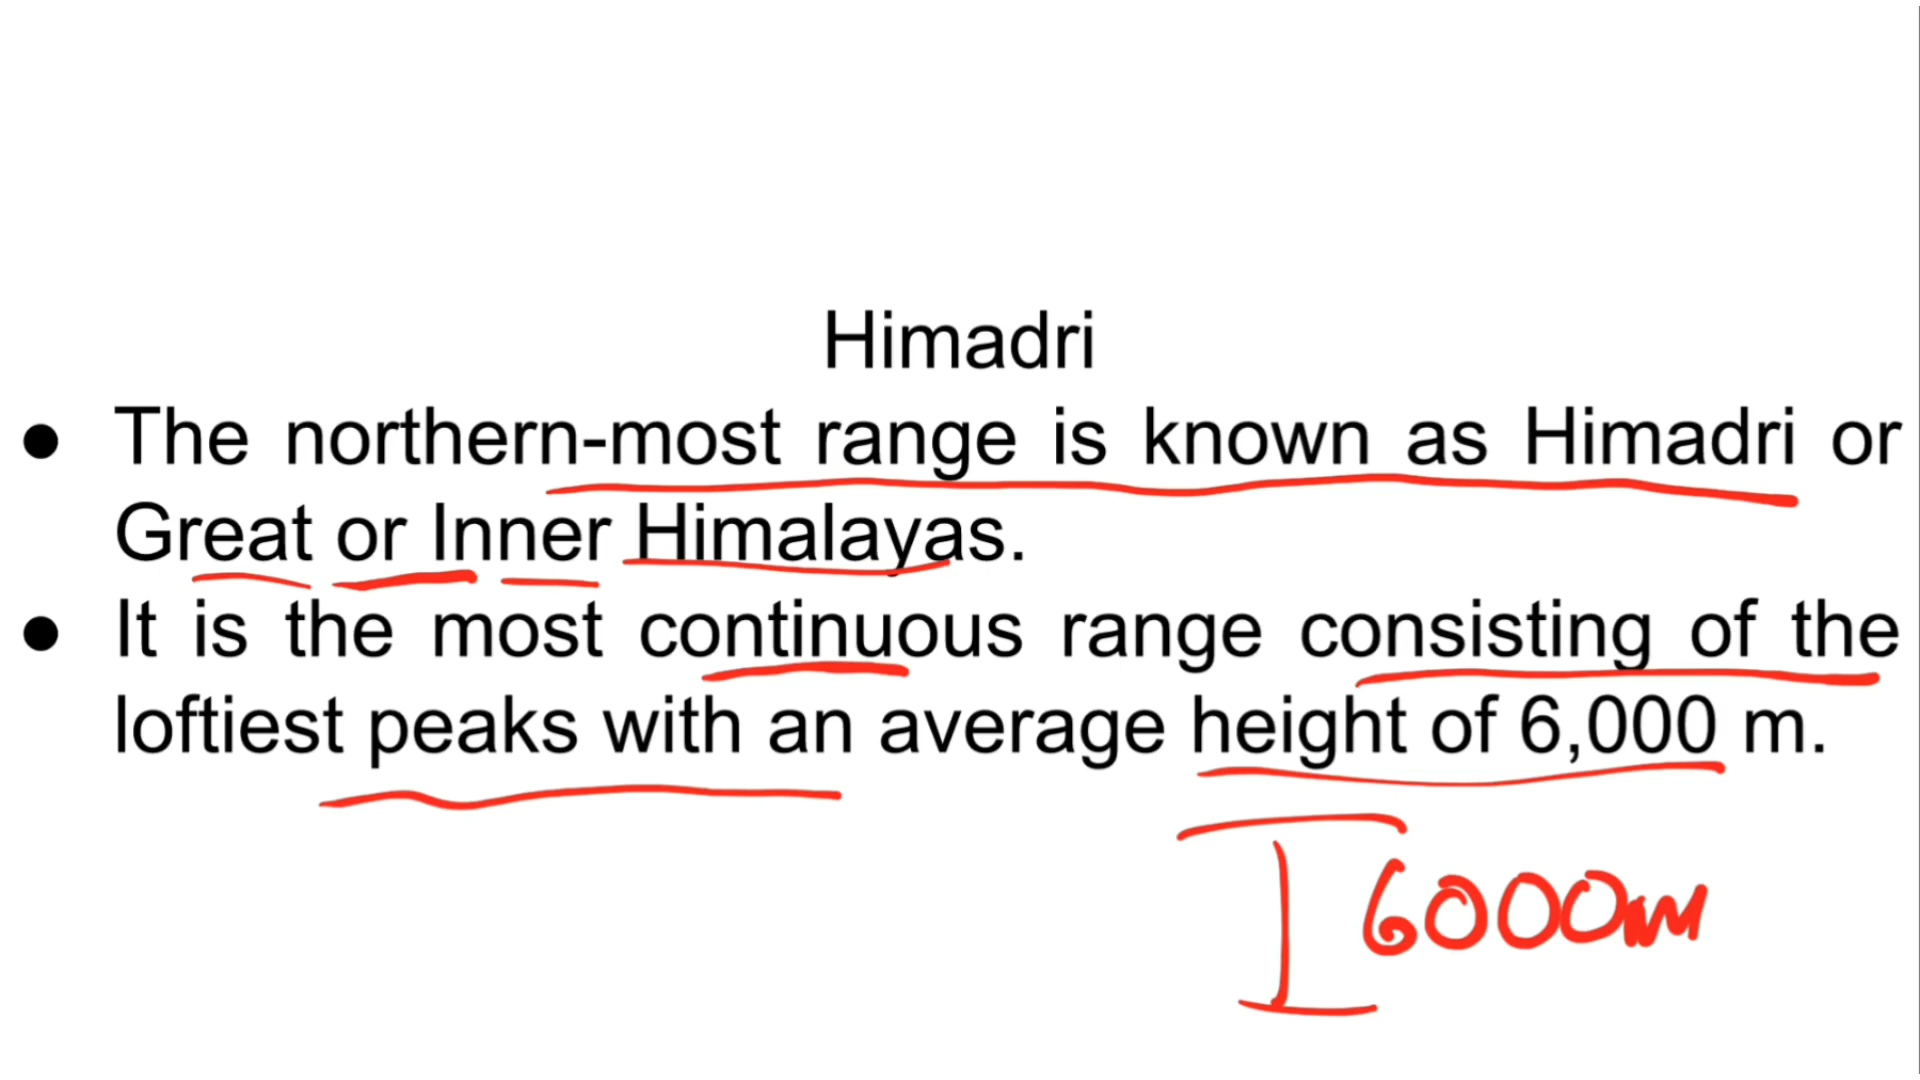 Himadri
● The northern-most range is known as Himadri or
Great or Inner Himalayas.
● It is the most continuous range consisting of the
loftiest peaks with an average height of 6,000 m.
6000m